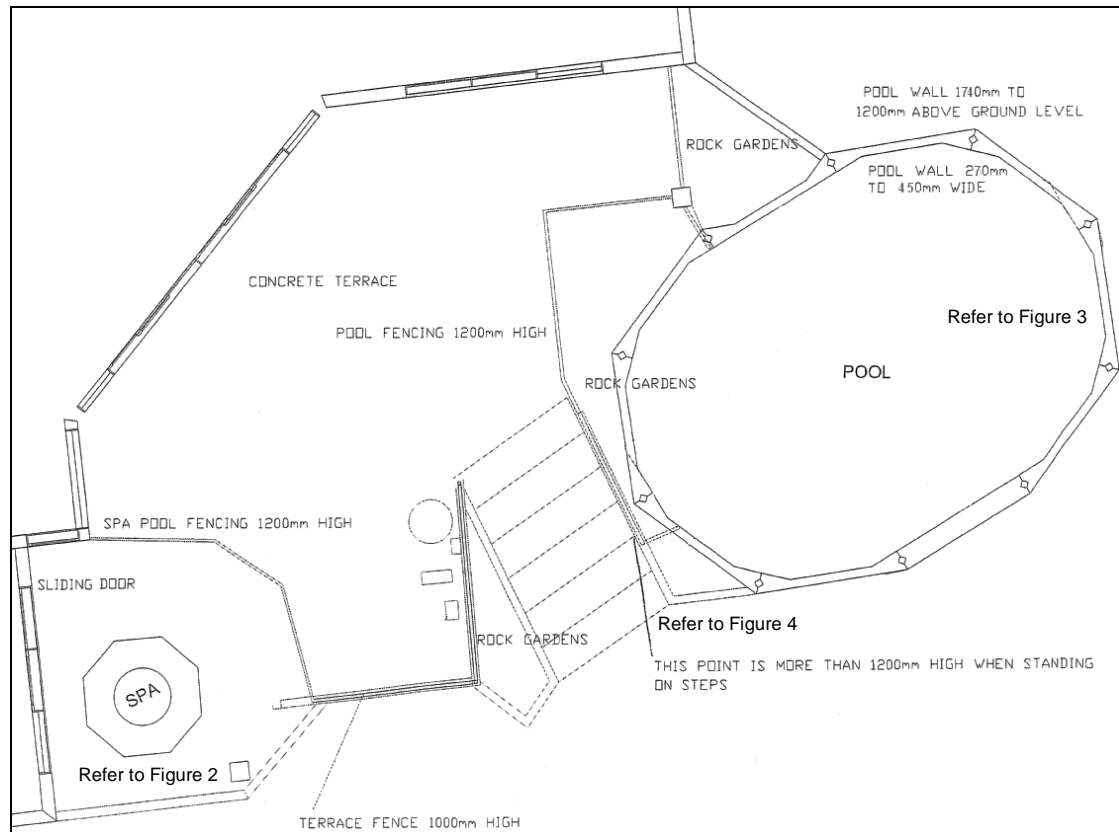 POOL WALL 1740mm TO
1200mm ABOVE GROUND LEVEL
ROCK GARDENS
POOL WALL 270mm
TO 450mm WIDE
CONCRETE TERRACE
Refer to Figure 3
POOL FENCING 1200mm HIGH
POOL
ROCK GARDENS
SPA POOL FENCING 1200mm HIGH
SLIDING DOOR
Refer to Figure 4
ROCK GARDENS
THIS POINT IS MORE THAN 1200mm HIGH WHEN STANDING
ON STEPS
SPA
Refer to Figure 2
TERRACE FENCE 1000mm HIGH